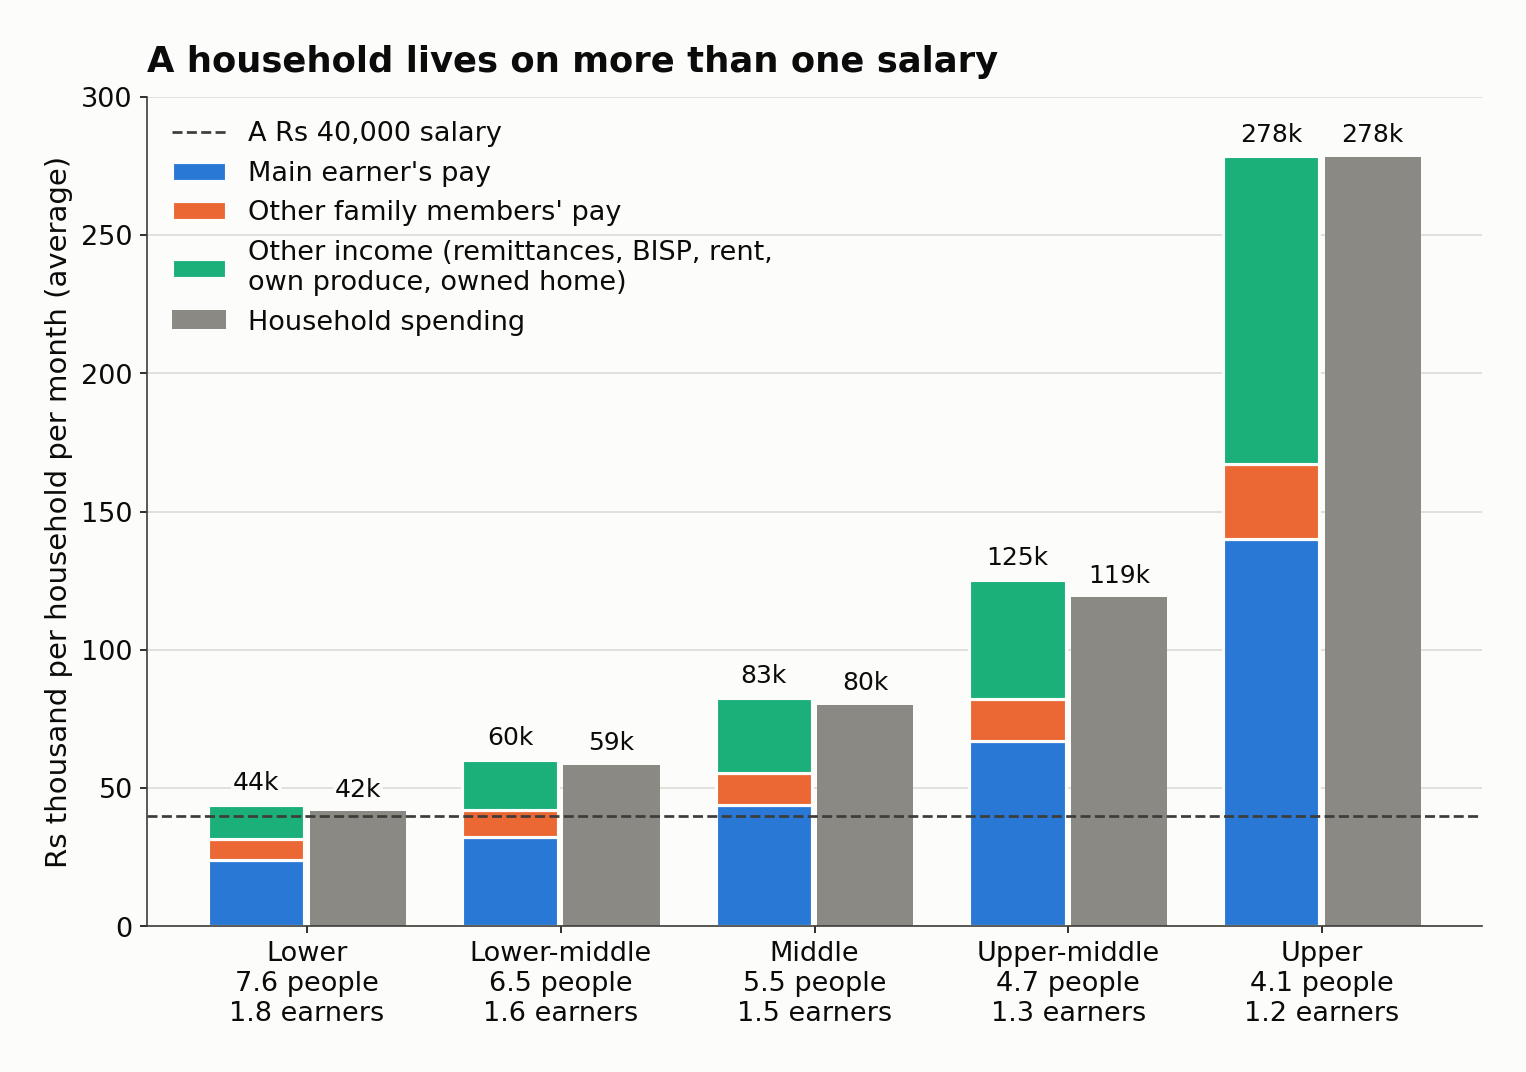 A household lives on more than one salary
Rs thousand per household per month (average)
300
250
200
150
100
50
0
A Rs 40,000 salary
Main earner's pay
Other family members' pay
Other income (remittances, BISP, rent,
own produce, owned home)
Household spending
44k
42k
60k
59k
83k
80k
125k
119k
278k
278k
Lower
7.6 people
1.8 earners
Lower-middle
6.5 people
1.6 earners
Middle
5.5 people
1.5 earners
Upper-middle
4.7 people
1.3 earners
Upper
4.1 people
1.2 earners